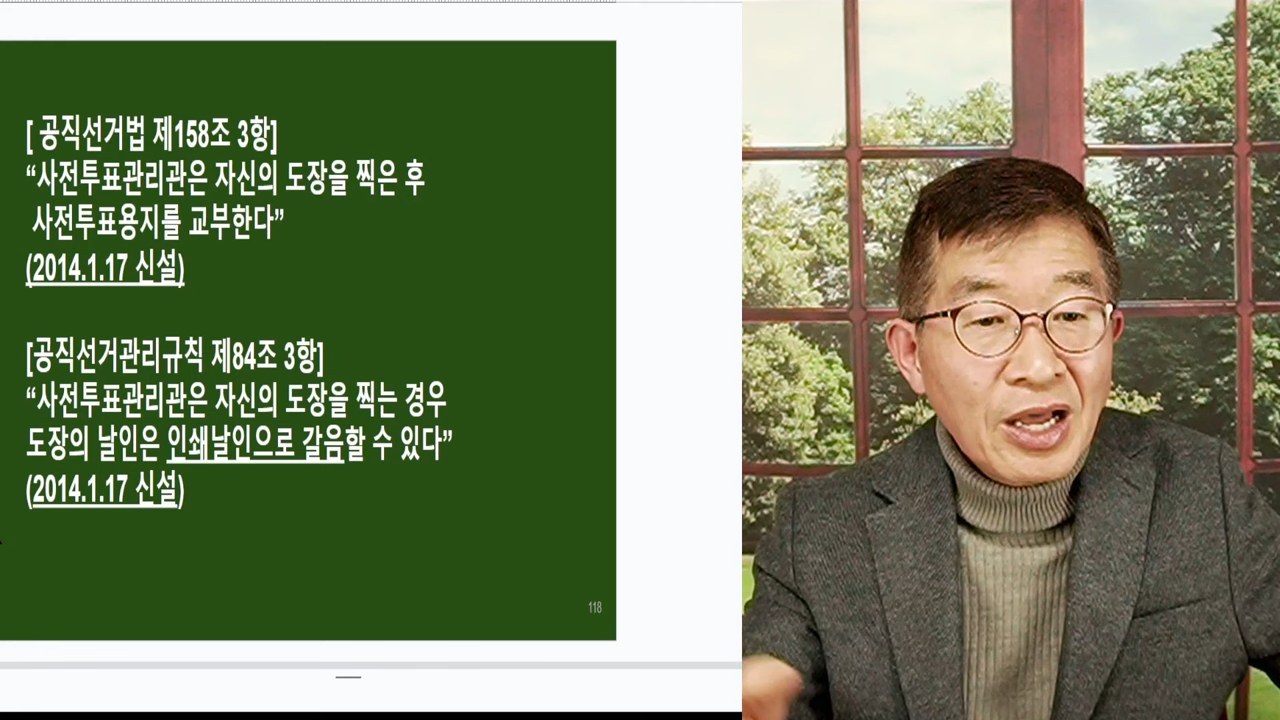 [ 공직선거법 제158조 3항]
“사전투표관리관은 자신의 도장을 찍은 후
사전투표용지를 교부한다”
(2014.1.17 신설)
[공직선거관리규칙 제84조 3항]
“사전투표관리관은 자신의 도장을 찍는 경우
도장의 날인은 인쇄날인으로 갈음할 수 있다”
(2014.1.17 신설)
118